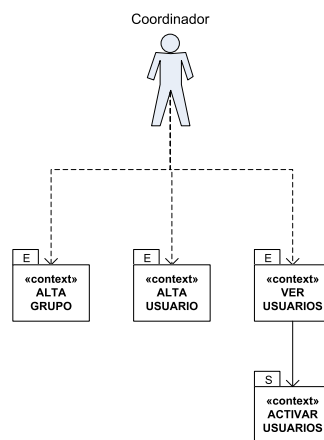 Coordinador
E
E
E
«context»
ALTA
GRUPO
«context»
ALTA
USUARIO
«context»
VER
USUARIOS
S
«context»
ACTIVAR
USUARIOS